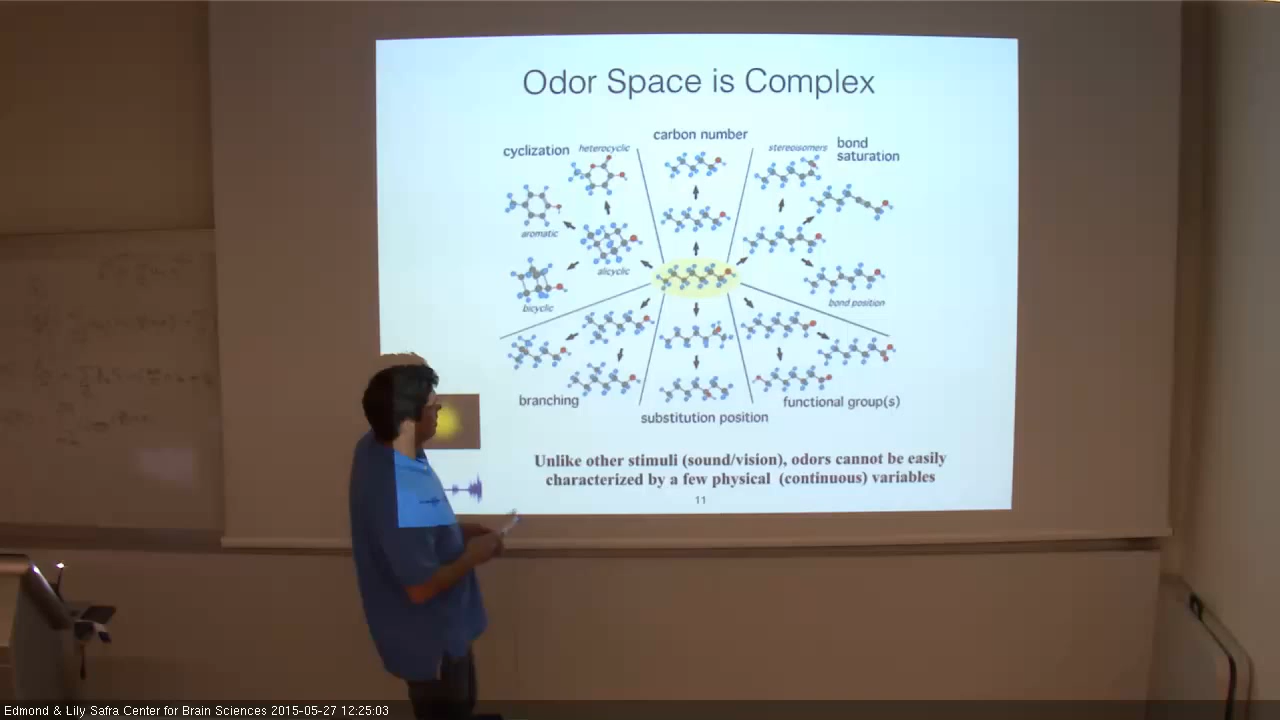 Odor Space is Complex
carbon number
cyclization
heterocyclic
stereoisomers
bond
saturation
aromatic
alicyclic
bicyclic
bond position
branching
substitution position
functional group(s)
Unlike other stimuli (sound/vision), odors cannot be easily
characterized by a few physical (continuous) variables
11
Edmond & Lily Safra Center for Brain Sciences 2015-05-27 12:25:03